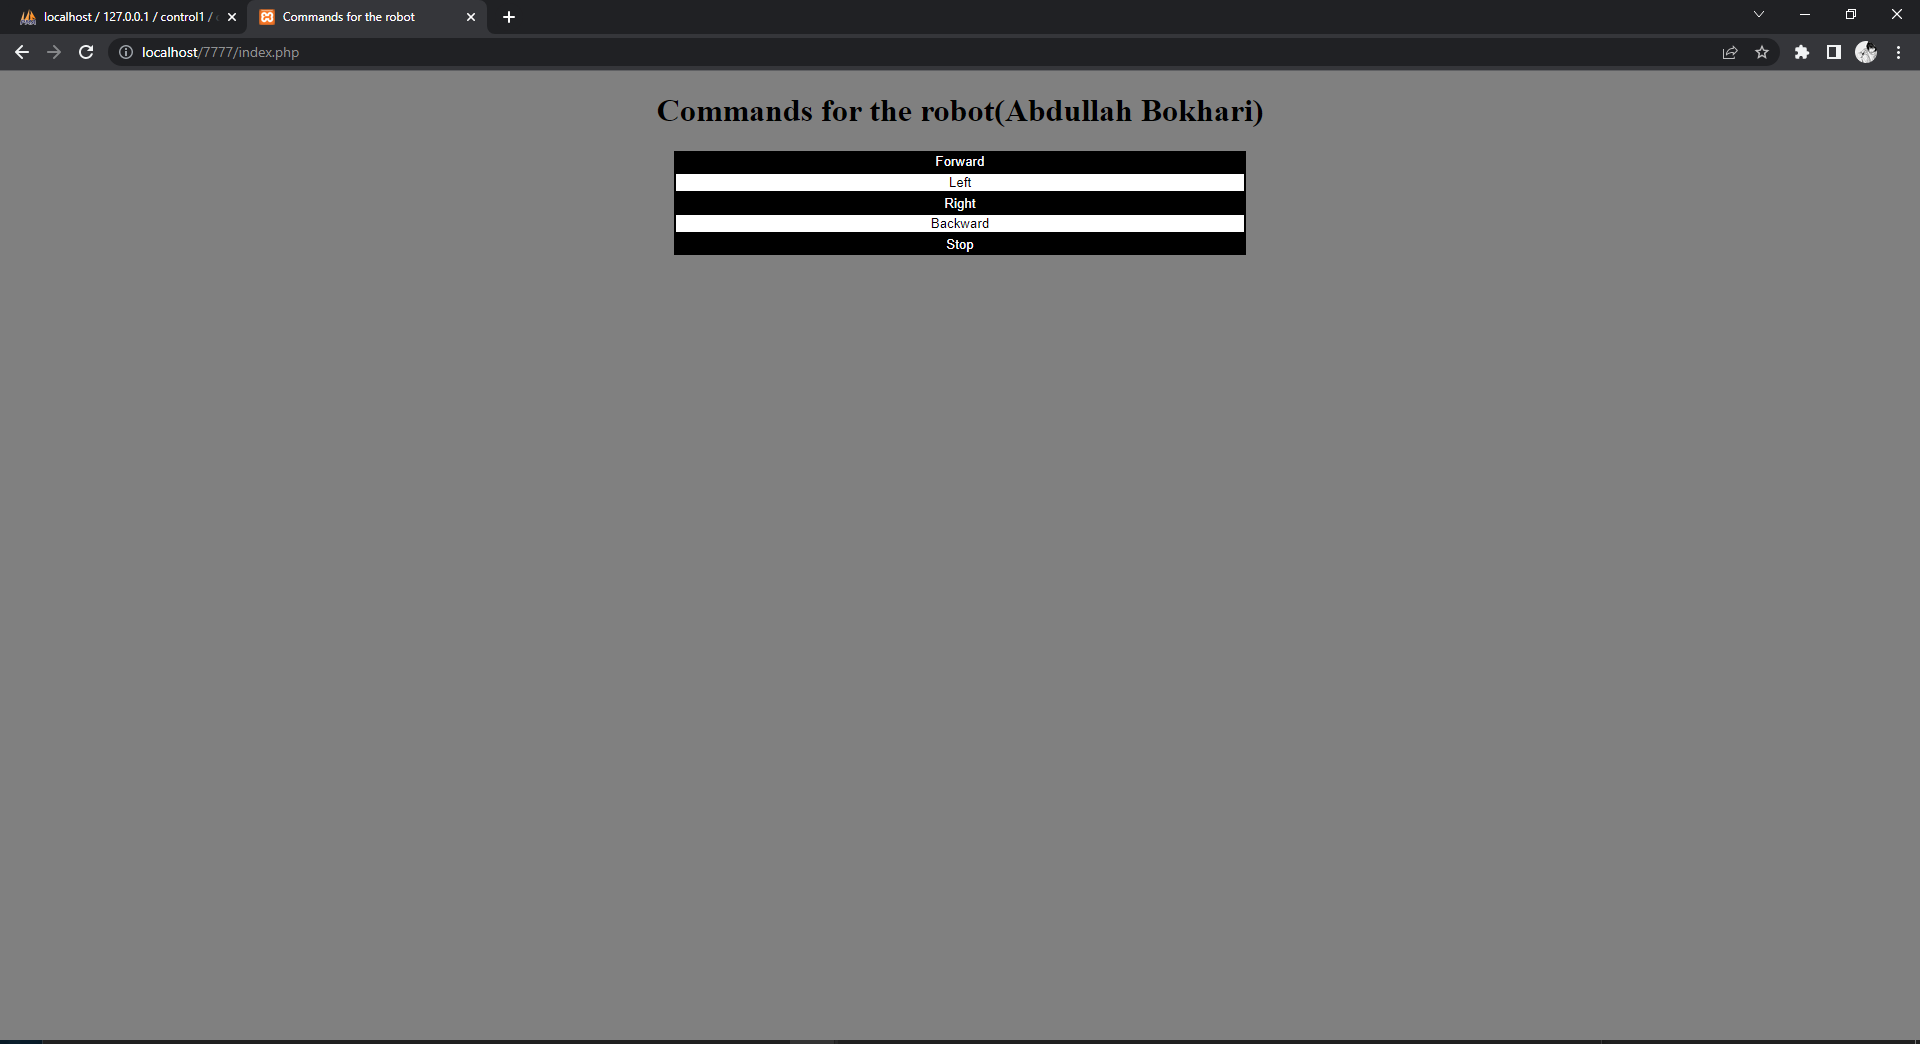 localhost / 127.0.0.1 / control1 /
Commands for the robot
localhost/7777/index.php
Commands for the robot(Abdullah Bokhari)
Forward
Left
Right
Backward
Stop